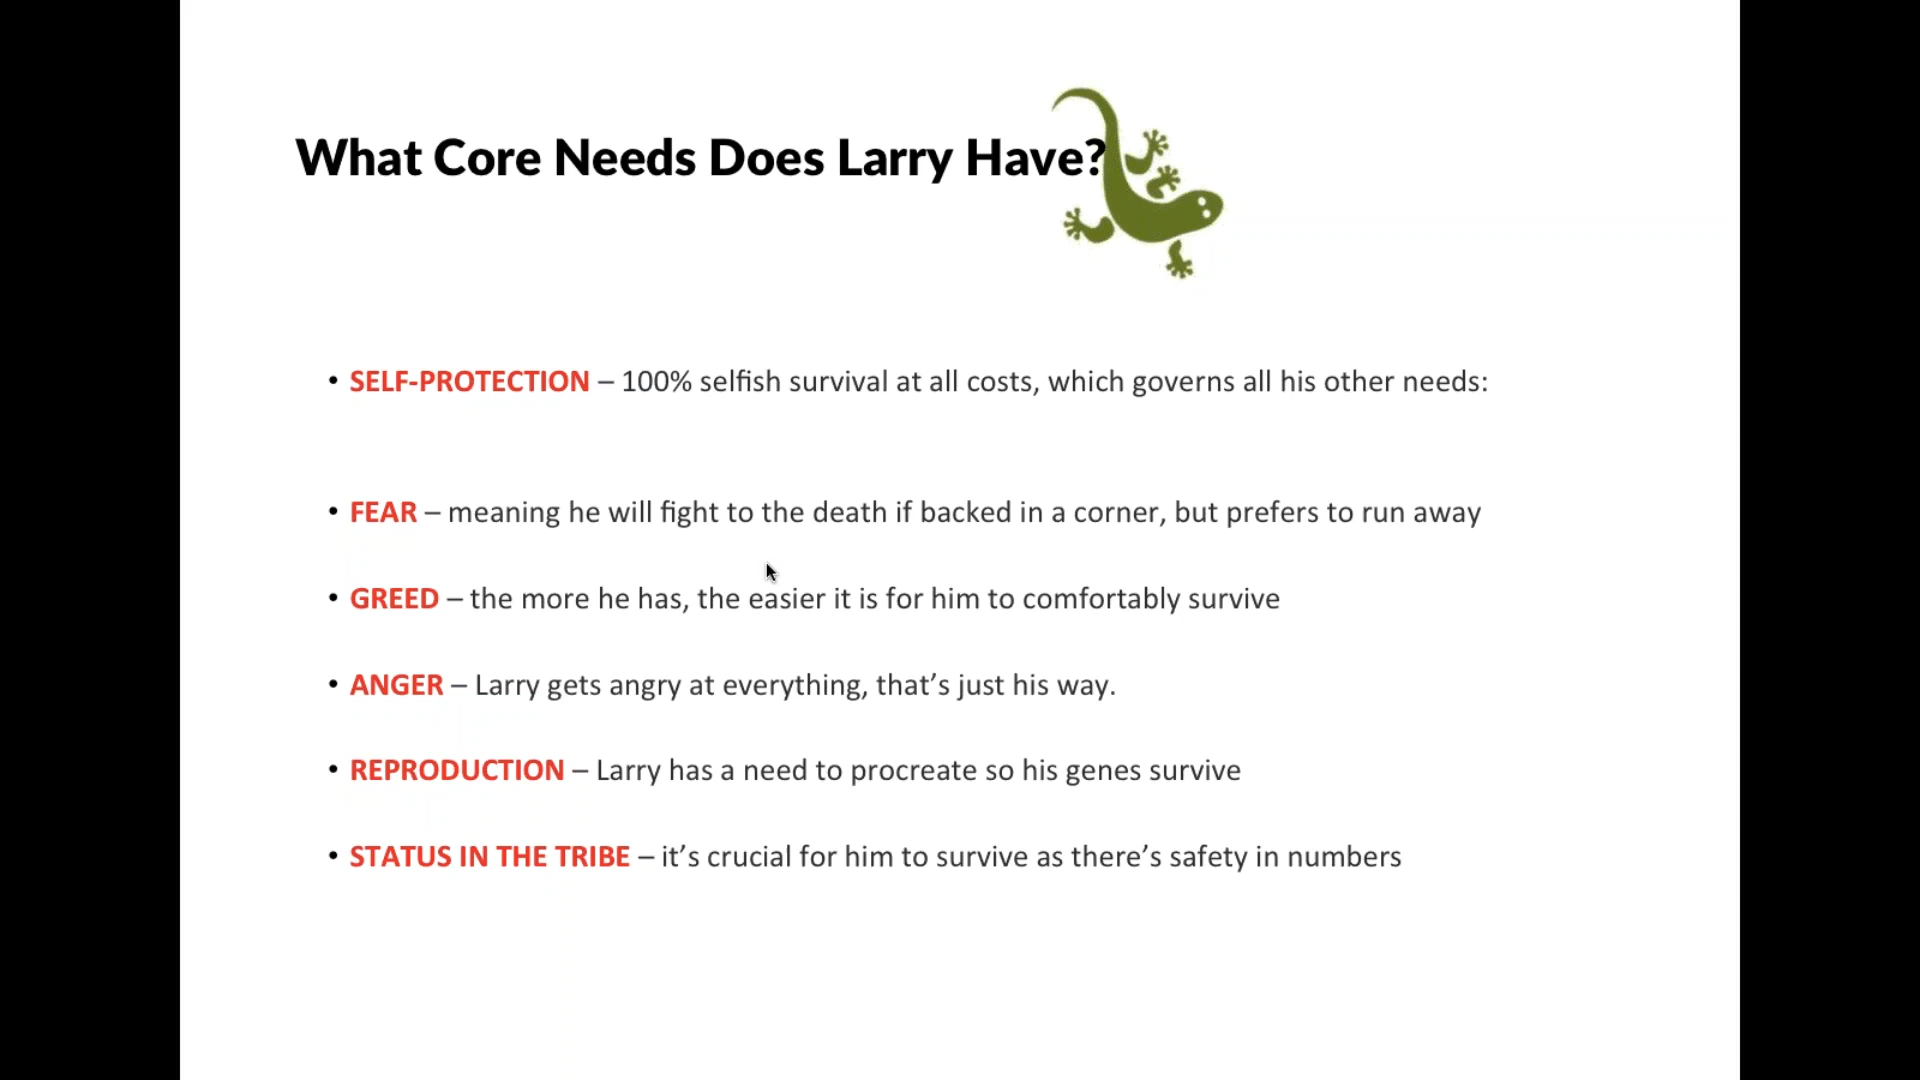 What Core Needs Does Larry Have?
• SELF-PROTECTION – 100% selfish survival at all costs, which governs all his other needs:
• FEAR – meaning he will fight to the death if backed in a corner, but prefers to run away
• GREED – the more he has, the easier it is for him to comfortably survive
• ANGER – Larry gets angry at everything, that’s just his way.
• REPRODUCTION – Larry has a need to procreate so his genes survive
• STATUS IN THE TRIBE – it’s crucial for him to survive as there’s safety in numbers